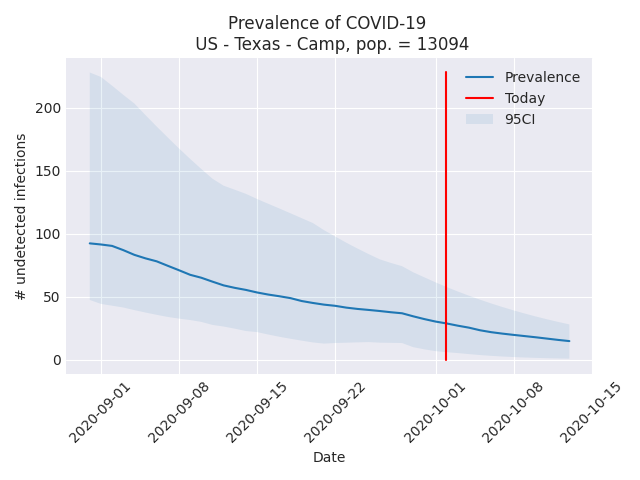 Prevalence of COVID-19
US - Texas - Camp, pop. = 13094
Prevalence
Today
95CI
# undetected infections
200
150
100
50
0
2020-09-01
2020-09-08
2020-09-15
2020-09-22
2020-10-01
2020-10-08
2020-10-15
Date